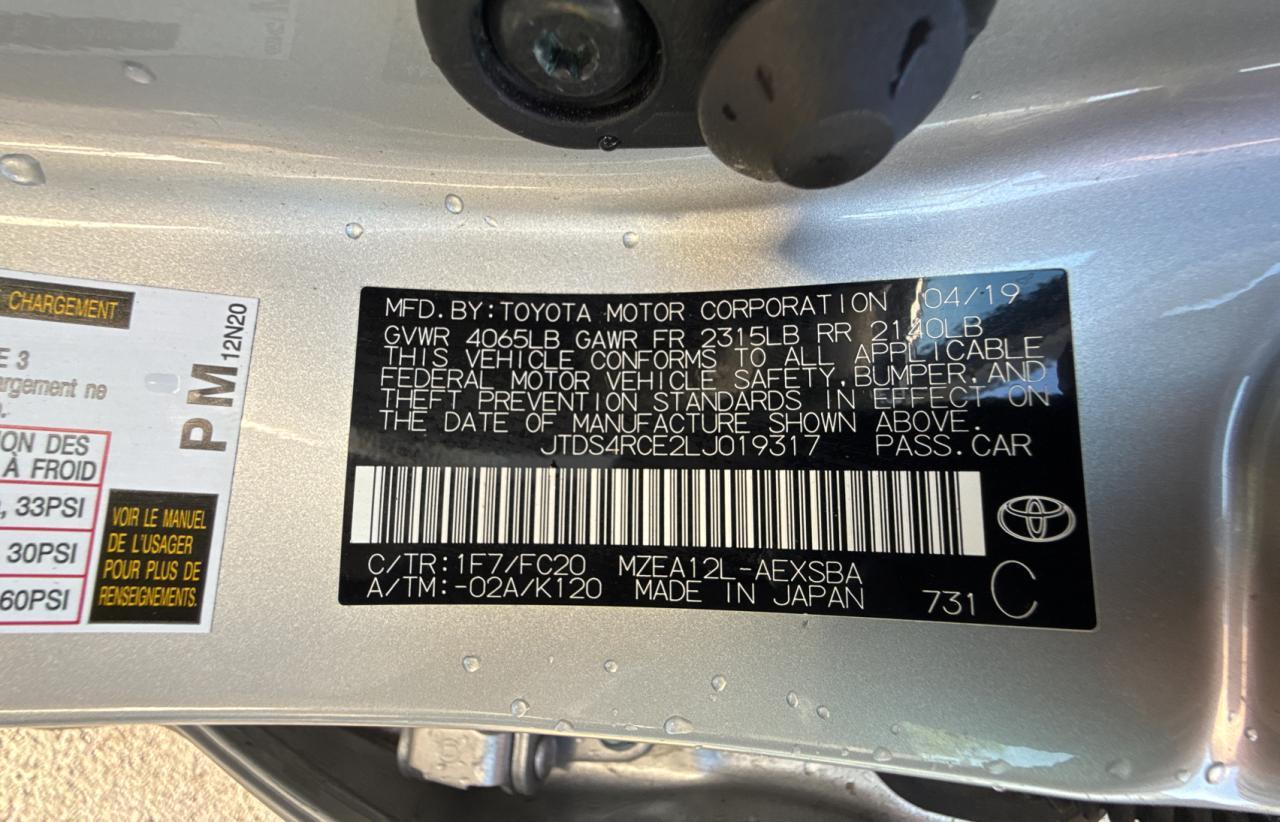 CHARGEMENT
PM 12N20
E 3
argement ne
ION DES
À FROID
, 33PSI
30PSI
60PSI
VOIR LE MANUEL
DE L'USAGER
POUR PLUS DE
RENSEIGNEMENTS.
MFD.BY:TOYOTA MOTOR CORPORATION 04/19
GVWR 4065LB GAWR FR 2315LB RR 2140LB
THIS VEHICLE CONFORMS TO ALL APPLICABLE
FEDERAL MOTOR VEHICLE SAFETY,BUMPER,AND
THEFT PREVENTION STANDARDS IN EFFECT ON
THE DATE OF MANUFACTURE SHOWN ABOVE.
JTDS4RCE2LJ019317 PASS.CAR
C/TR:1F7/FC20 MZEA12L-AEXSBA
A/TM:-02A/K120 MADE IN JAPAN 731 C